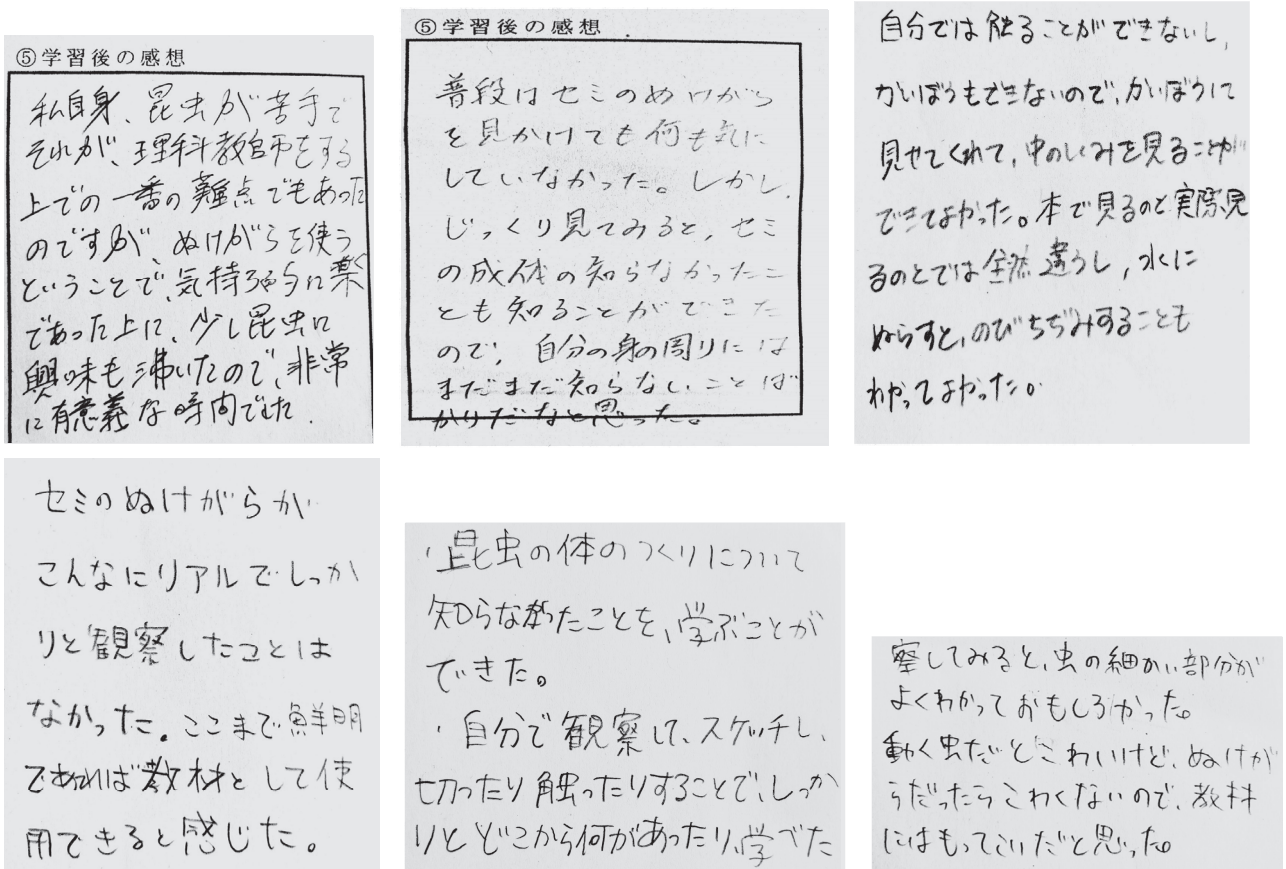 ⑤学習後の感想
私自身、昆虫が苦手で
それが、理科教師をする
上での一番の難点でもあった
のですが、ぬけがらを使う
ということで、気持ち的に楽
であった上に、少し昆虫に
興味も沸いたので、非常
に有意義な時間でした
⑤学習後の感想
普段はセミのぬけがら
を見かけても何も気に
していなかった。しかし、
じっくり見てみると、セミ
の成体の知らなかったこ
とも知ることができた
ので、自分の身の周りには
まだまだ知らないことば
かりだなと思った。
自分では触ることができないし、
かいぼうもできないので、かいぼうして
見せてくれて、中のしくみを見ることが
できてよかった。本で見るのと実際見
るのとでは全然違うし、水に
ぬらすと、のびちぢみすることも
わかってよかった。
セミのぬけがらが
こんなにリアルでしっか
りと観察したことは
なかった。ここまで鮮明
であれば教材として使
用できると感じた。
・昆虫の体のつくりについて
知らなかったことを、学ぶことが
できた。
・自分で観察して、スケッチし、
切ったり触ったりすることで、しっか
りとどこから何があったり、学べた
察してみると、虫の細かい部分が
よくわかっておもしろかった。
動く虫だとこわいけど、ぬけが
らだったらこわくないので、教材
にはもってこいだと思った。